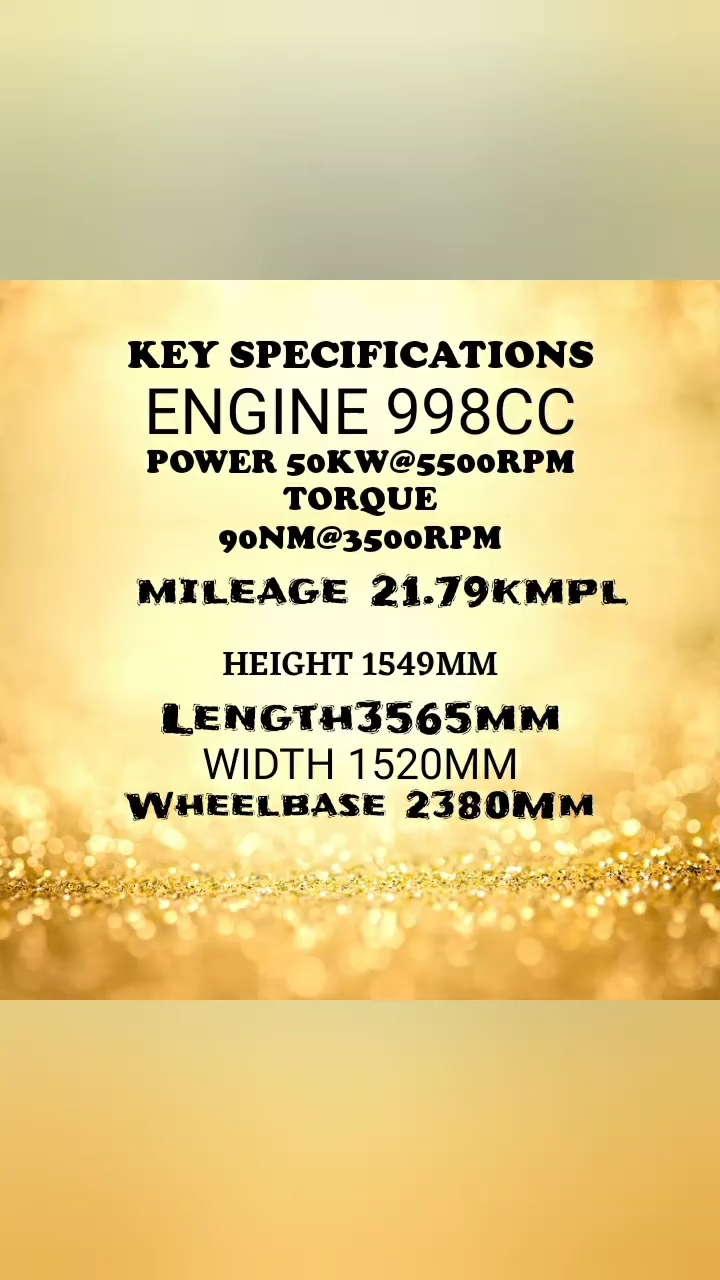 KEY SPECIFICATIONS
ENGINE 998CC
POWER 50KW@5500RPM
TORQUE
90NM@3500RPM
MILEAGE 21.79KMPL
HEIGHT 1549MM
LENGTH3565MM
WIDTH 1520MM
WHEELBASE 2380MM